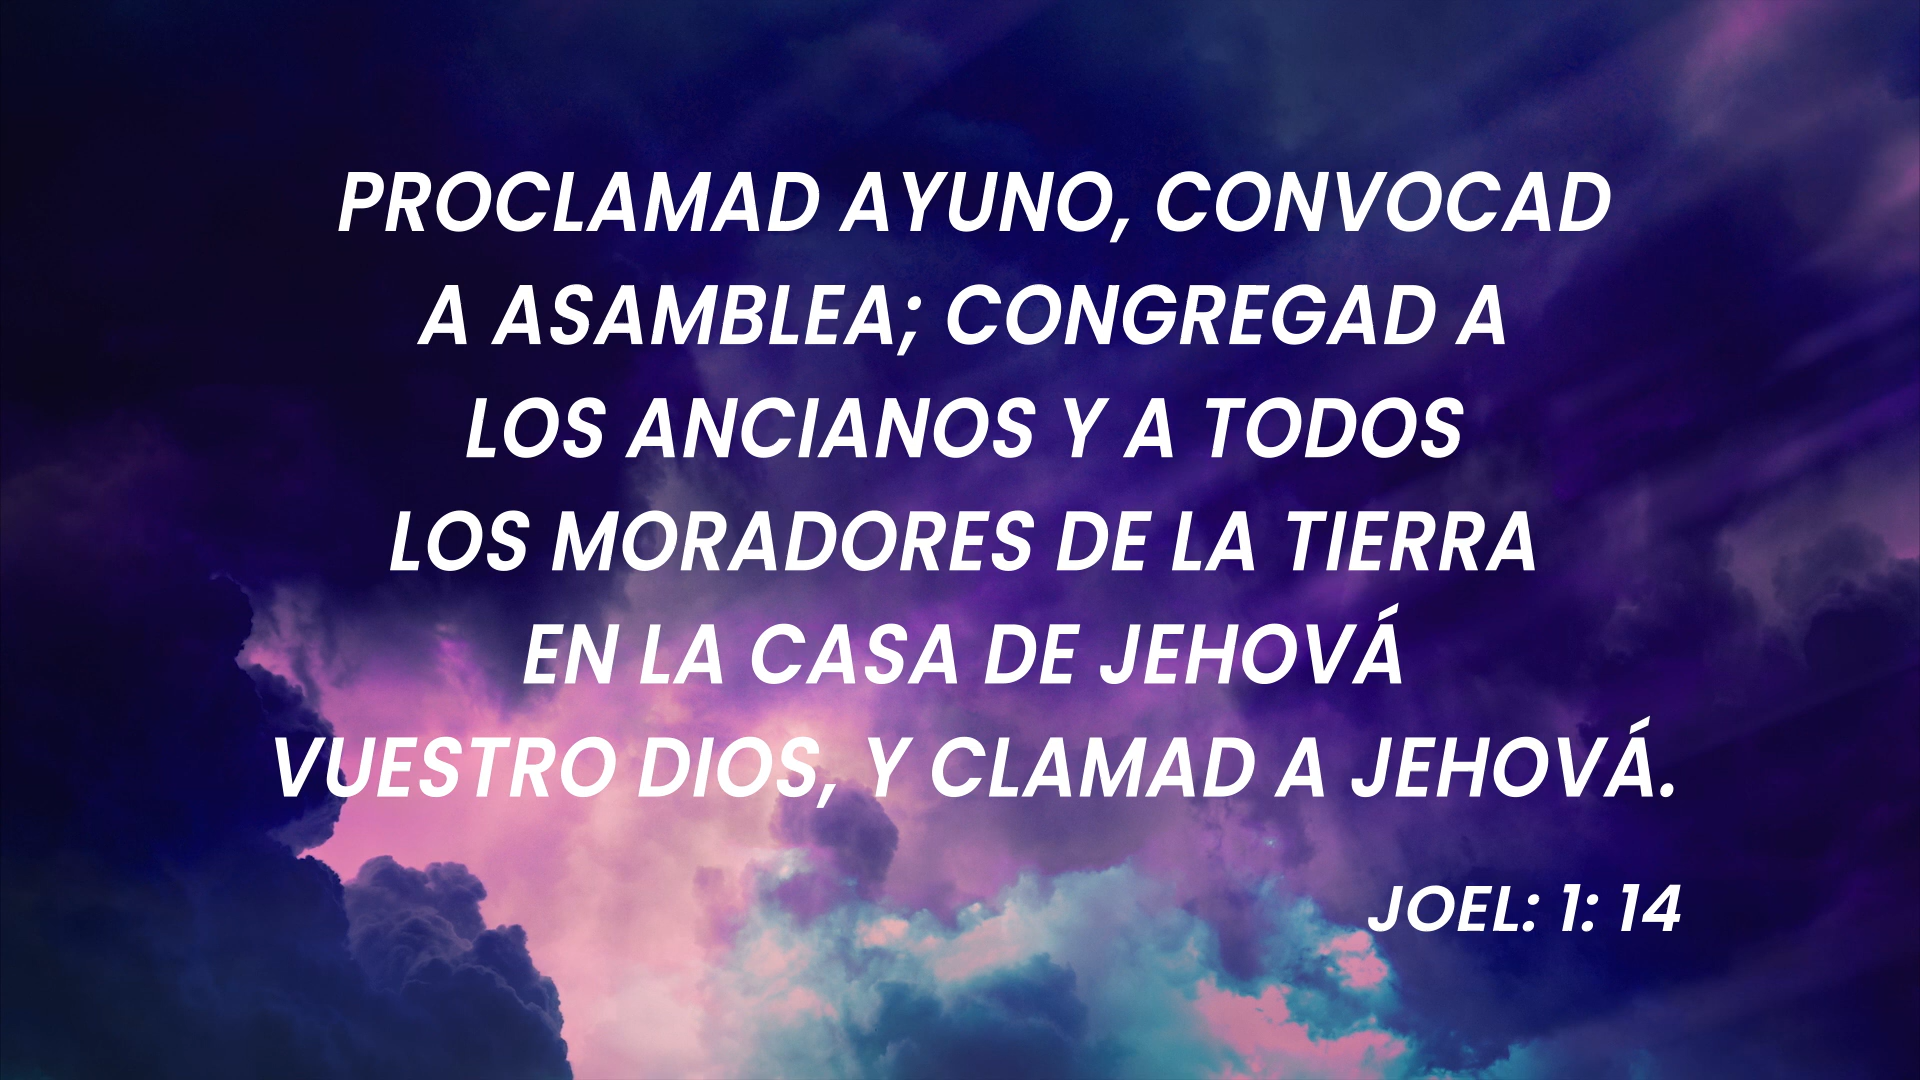 PROCLAMAD AYUNO, CONVOCAD
A ASAMBLEA; CONGREGAD A
LOS ANCIANOS Y A TODOS
LOS MORADORES DE LA TIERRA
EN LA CASA DE JEHOVÁ
VUESTRO DIOS, Y CLAMAD A JEHOVÁ.
JOEL: 1: 14